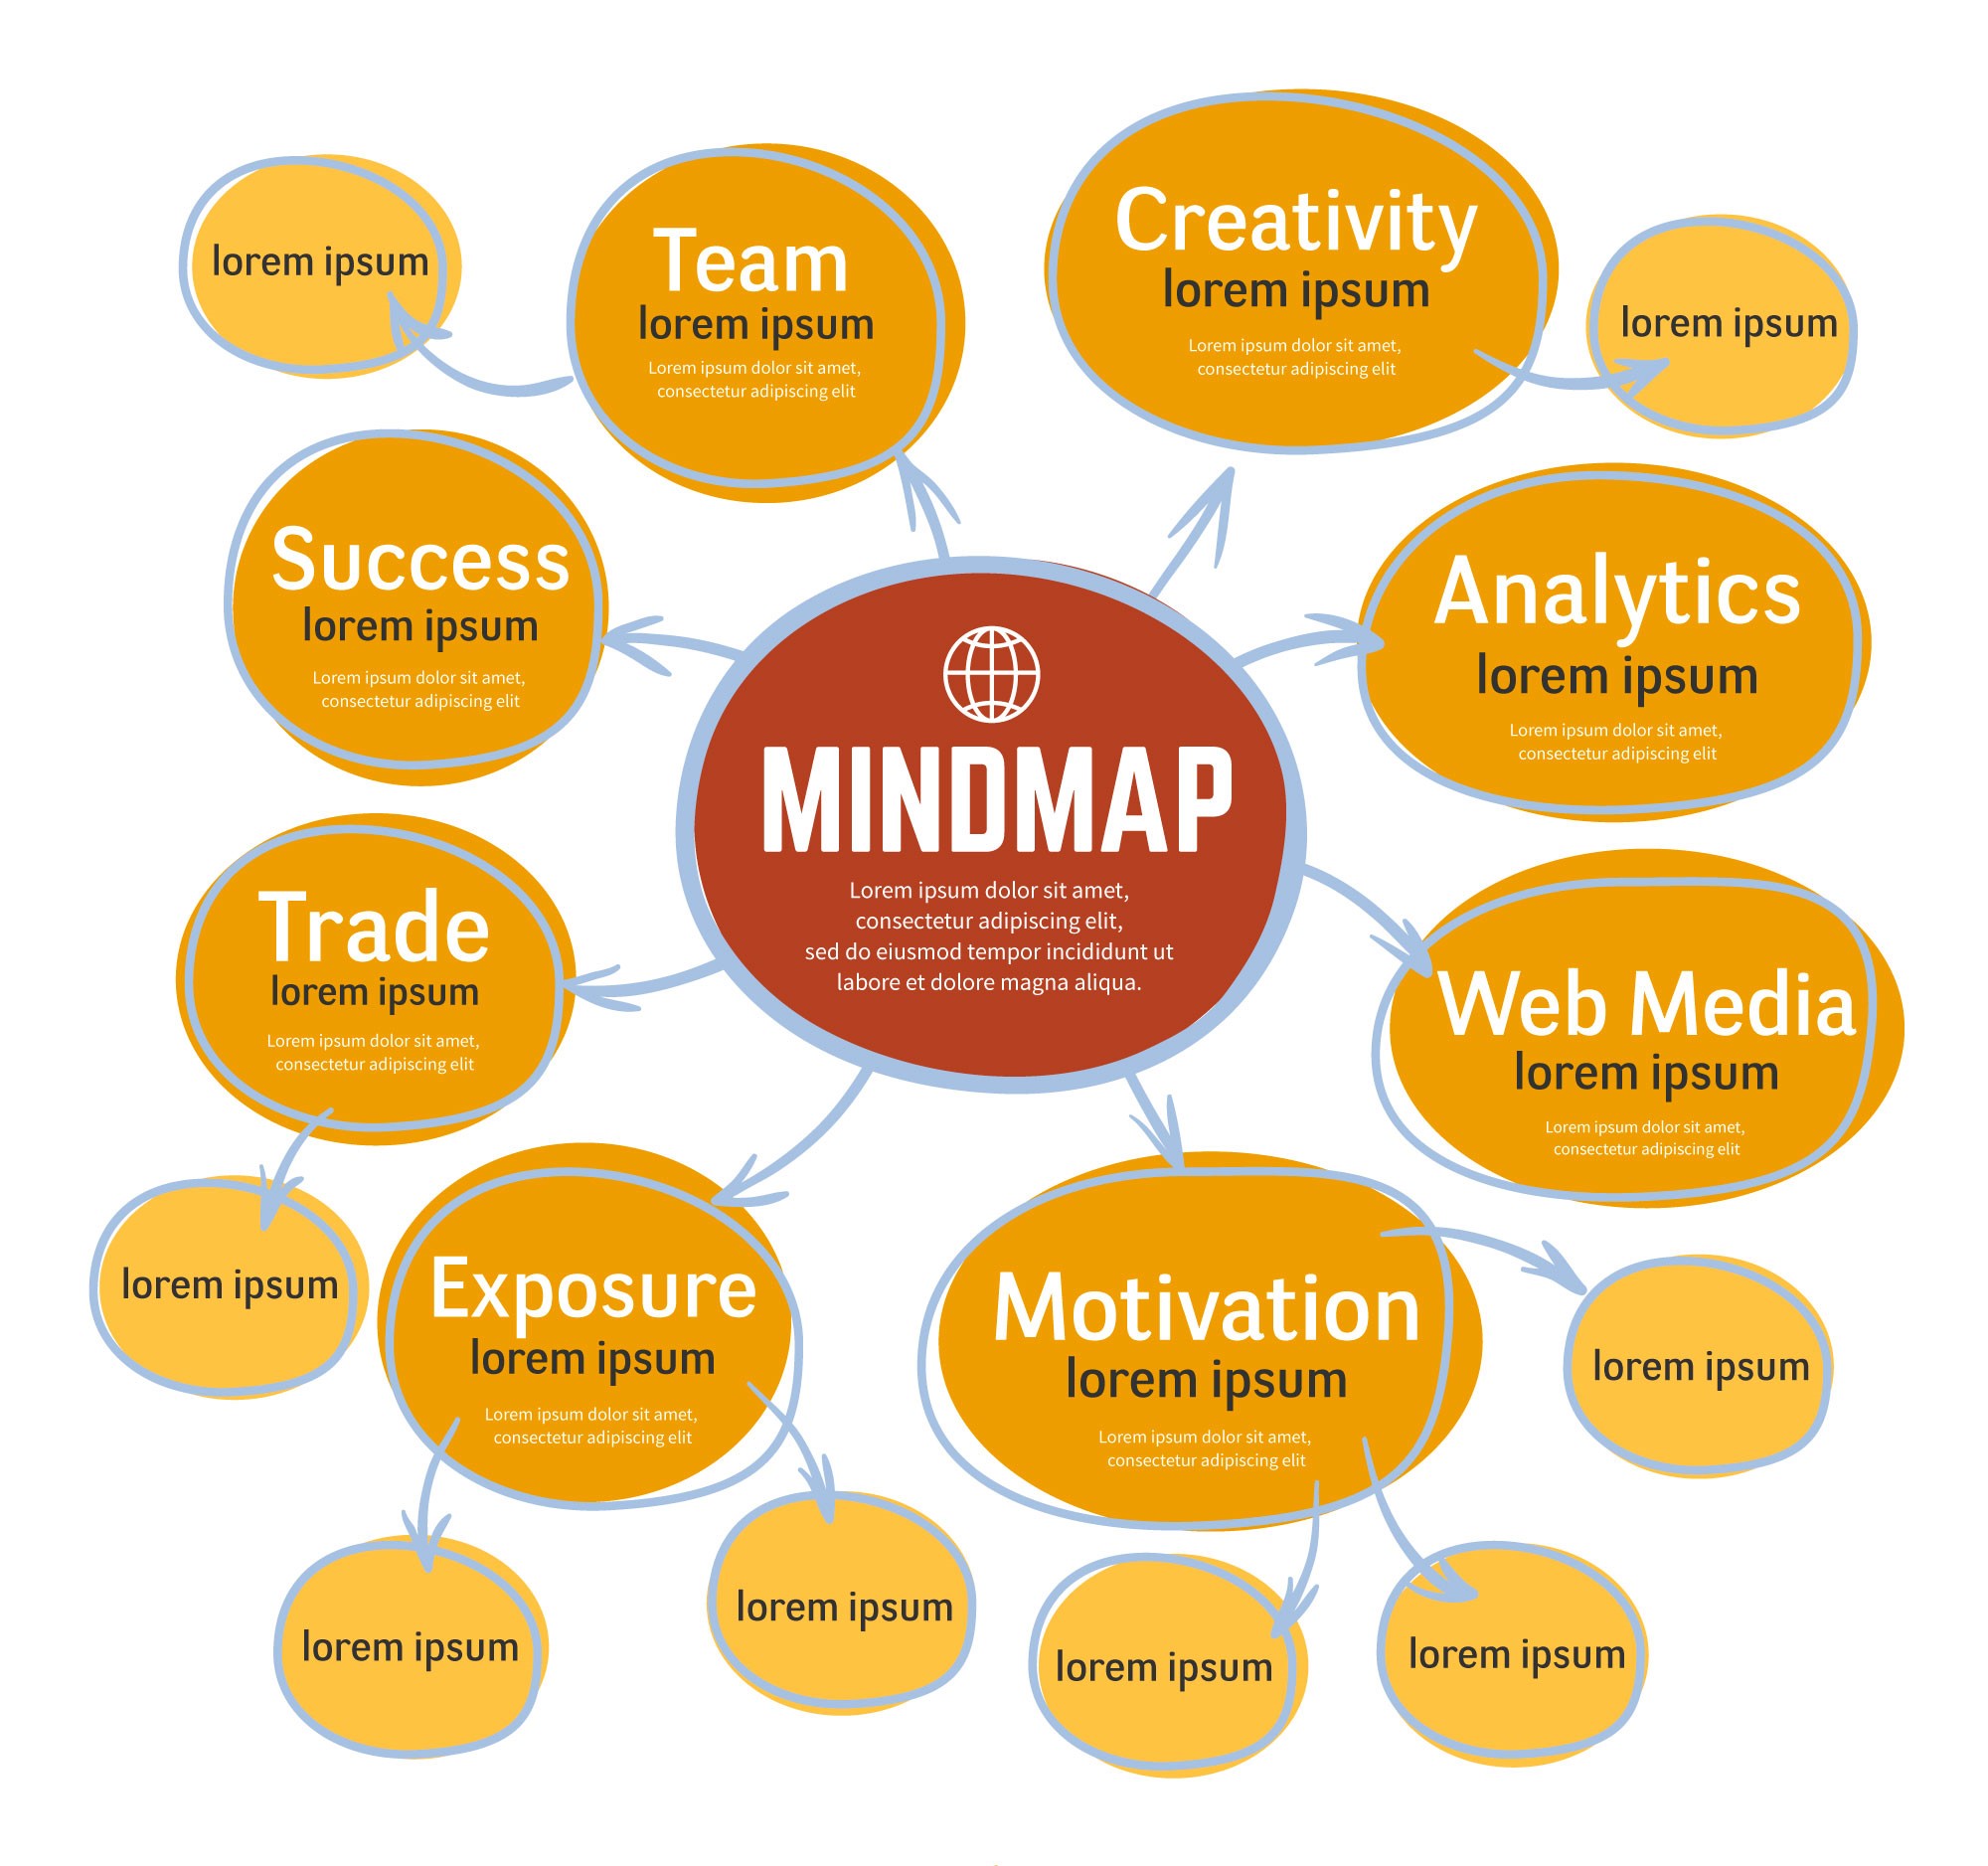 MINDMAP
Lorem ipsum dolor sit amet,
consectetur adipiscing elit,
sed do eiusmod tempor incididunt ut
labore et dolore magna aliqua.
Team
lorem ipsum
Lorem ipsum dolor sit amet,
consectetur adipiscing elit
lorem ipsum
Creativity
lorem ipsum
Lorem ipsum dolor sit amet,
consectetur adipiscing elit
lorem ipsum
Analytics
lorem ipsum
Lorem ipsum dolor sit amet,
consectetur adipiscing elit
Web Media
lorem ipsum
Lorem ipsum dolor sit amet,
consectetur adipiscing elit
Motivation
lorem ipsum
Lorem ipsum dolor sit amet,
consectetur adipiscing elit
lorem ipsum
lorem ipsum
lorem ipsum
Exposure
lorem ipsum
Lorem ipsum dolor sit amet,
consectetur adipiscing elit
lorem ipsum
lorem ipsum
Trade
lorem ipsum
Lorem ipsum dolor sit amet,
consectetur adipiscing elit
lorem ipsum
Success
lorem ipsum
Lorem ipsum dolor sit amet,
consectetur adipiscing elit